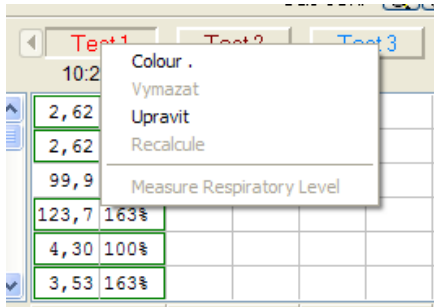 Test 1 Test 2 Test 3
10:2
Colour .
Vymazat
Upravit
Recalcule
Measure Respiratory Level
2,62
2,62
99,9
123,7 163%
4,30 100%
3,53 163%